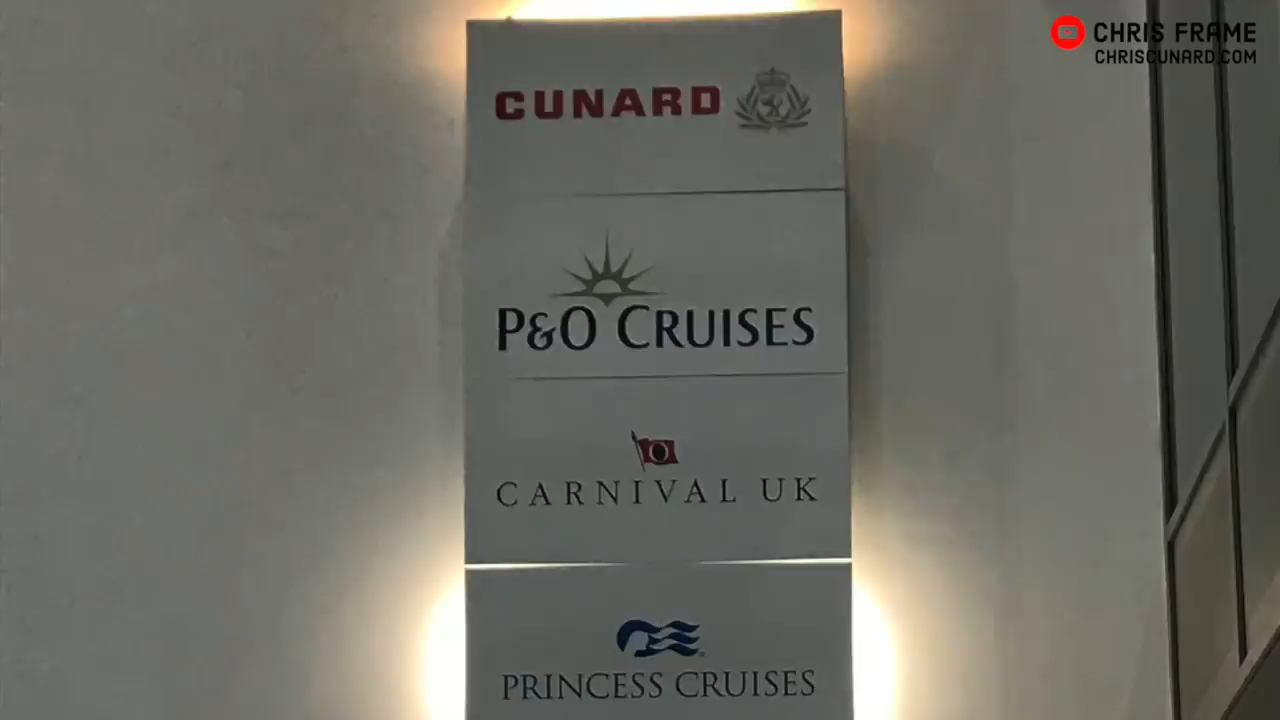 CHRIS FRAME
CHRISCUNARD.COM
CUNARD
P&O CRUISES
CARNIVAL UK
PRINCESS CRUISES